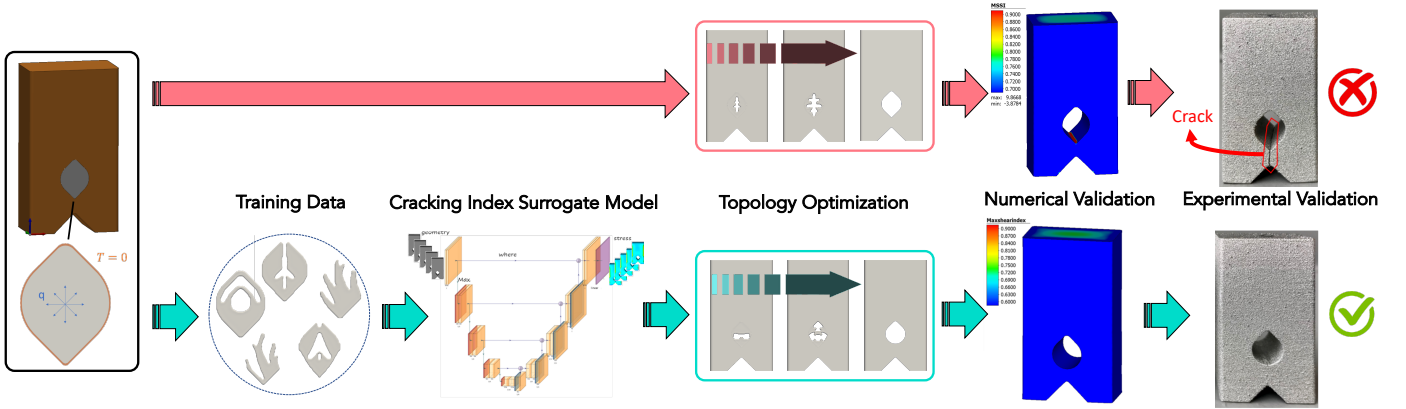 MSSI
0.9000
0.8800
0.8600
0.8400
0.8200
0.8000
0.7800
0.7600
0.7400
0.7200
0.7000
max: 9.8668
min: -3.8784
Crack
Training Data
Cracking Index Surrogate Model
Topology Optimization
Numerical Validation
Experimental Validation
T = 0
q
geometry
where
stress
Max
Maxshearindex
0.9000
0.8700
0.8400
0.8100
0.7800
0.7500
0.7200
0.6900
0.6600
0.6300
0.6000